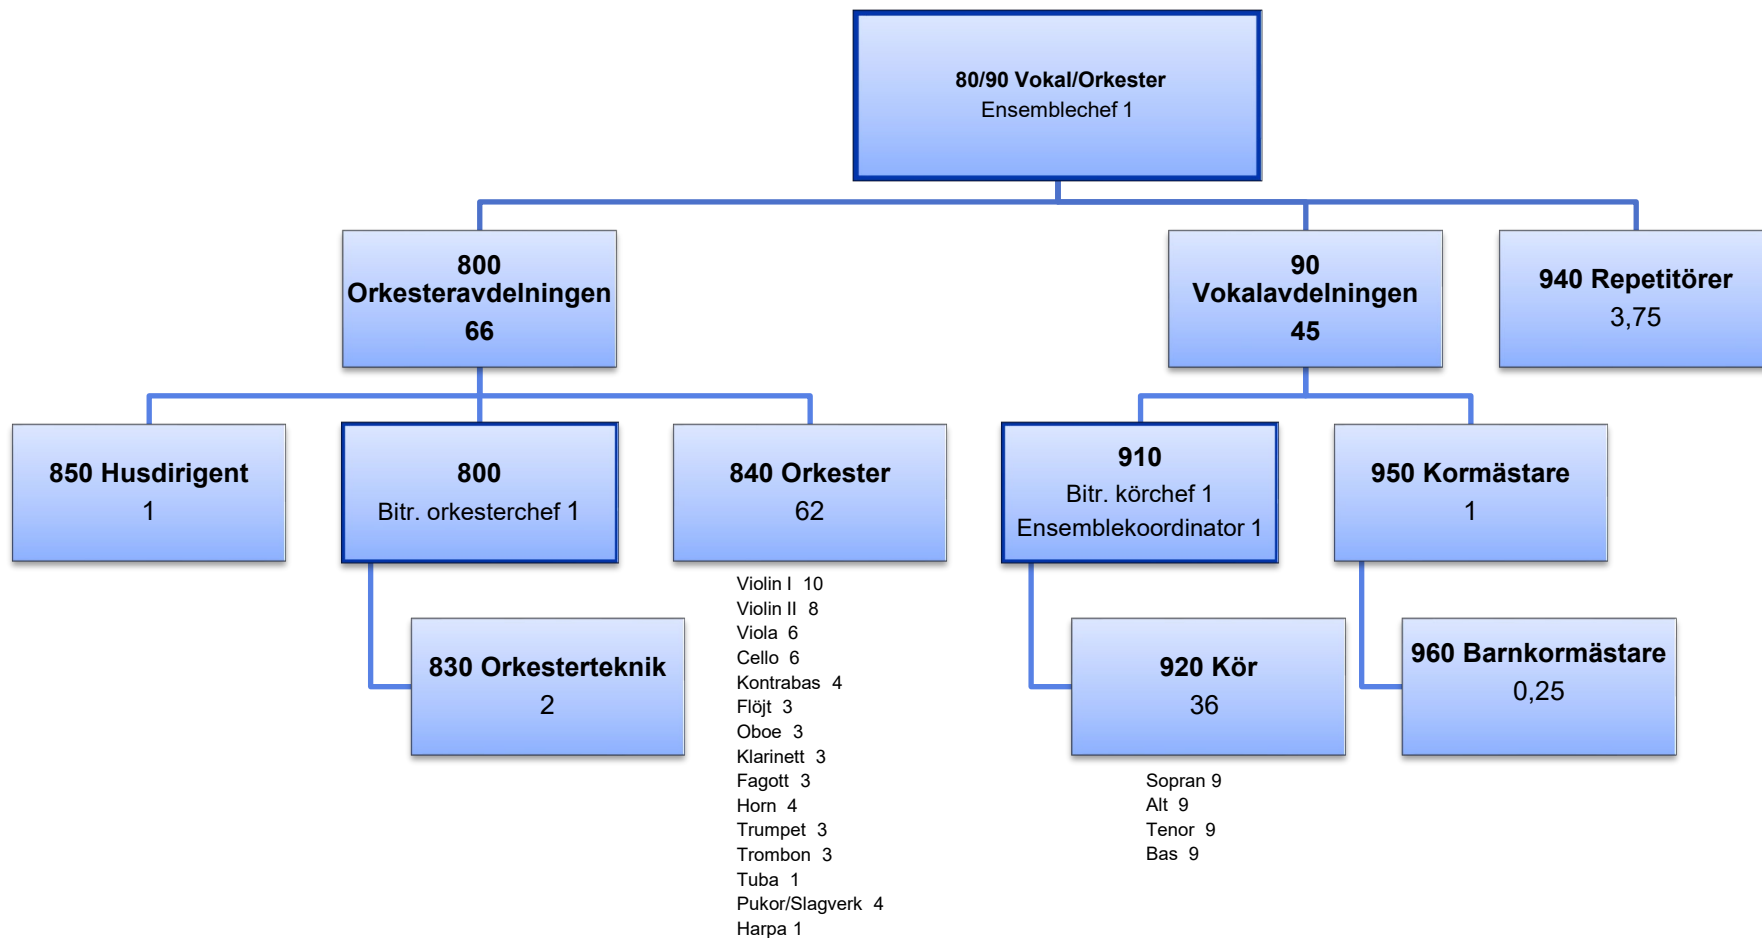 80/90 Vokal/Orkester
Ensemblechef 1
800
Orkesteravdelningen
66
90
Vokalavdelningen
45
940 Repetitörer
3,75
850 Husdirigent
1
800
Bitr. orkesterchef 1
840 Orkester
62
910
Bitr. körchef 1
Ensemblekoordinator 1
950 Kormästare
1
830 Orkesterteknik
2
Violin I  10
Violin II  8
Viola  6
Cello  6
Kontrabas  4
Flöjt  3
Oboe  3
Klarinett  3
Fagott  3
Horn  4
Trumpet  3
Trombon  3
Tuba  1
Pukor/Slagverk  4
Harpa 1
920 Kör
36
960 Barnkormästare
0,25
Sopran 9
Alt  9
Tenor  9
Bas  9